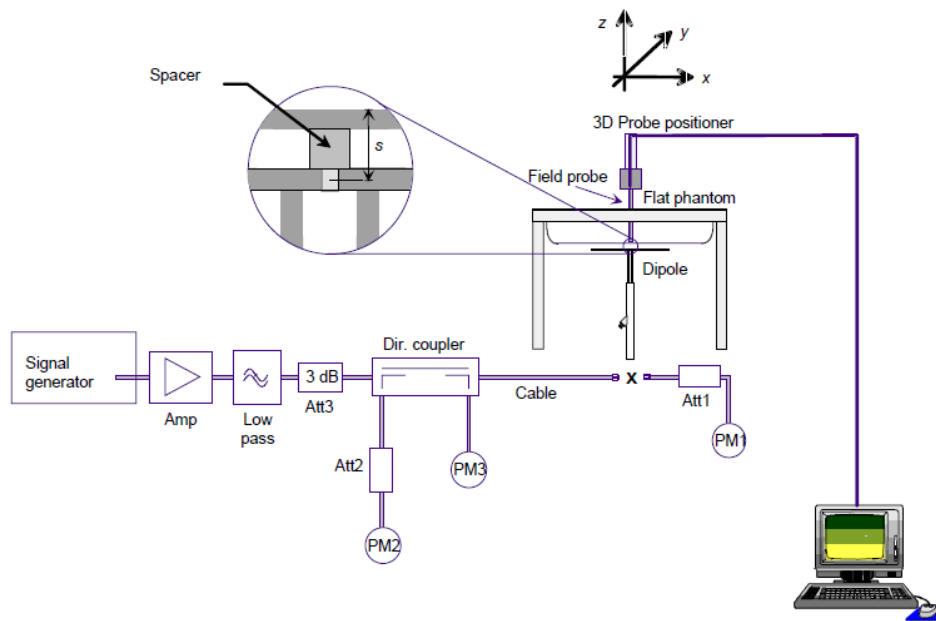 z
y
x
Spacer
s
3D Probe positioner
Field probe
Flat phantom
Dipole
Signal
generator
Amp
Low
pass
3 dB
Att3
Dir. coupler
Cable
X
Att1
PM1
Att2
PM3
PM2